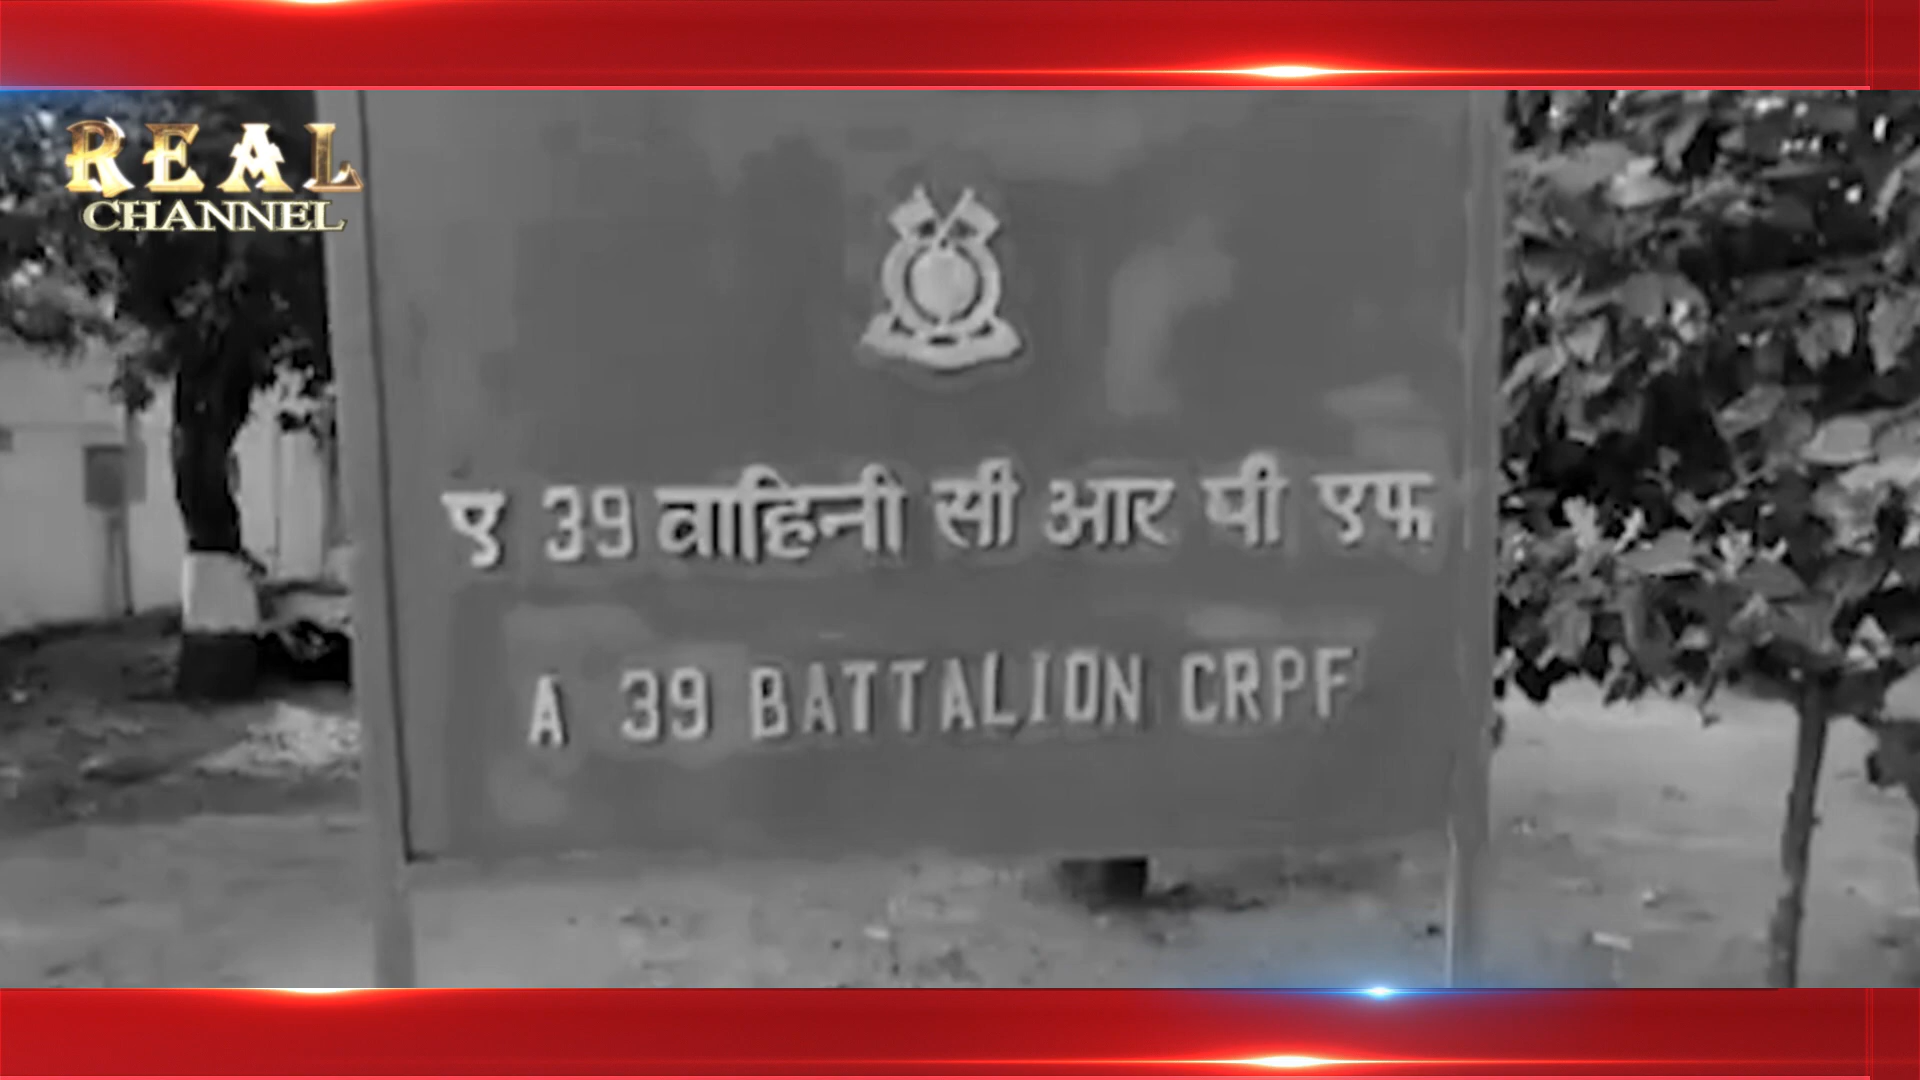 REAL
CHANNEL
ए 39 वाहिनी सी आर पी एफ
A 39 BATTALION CRPF